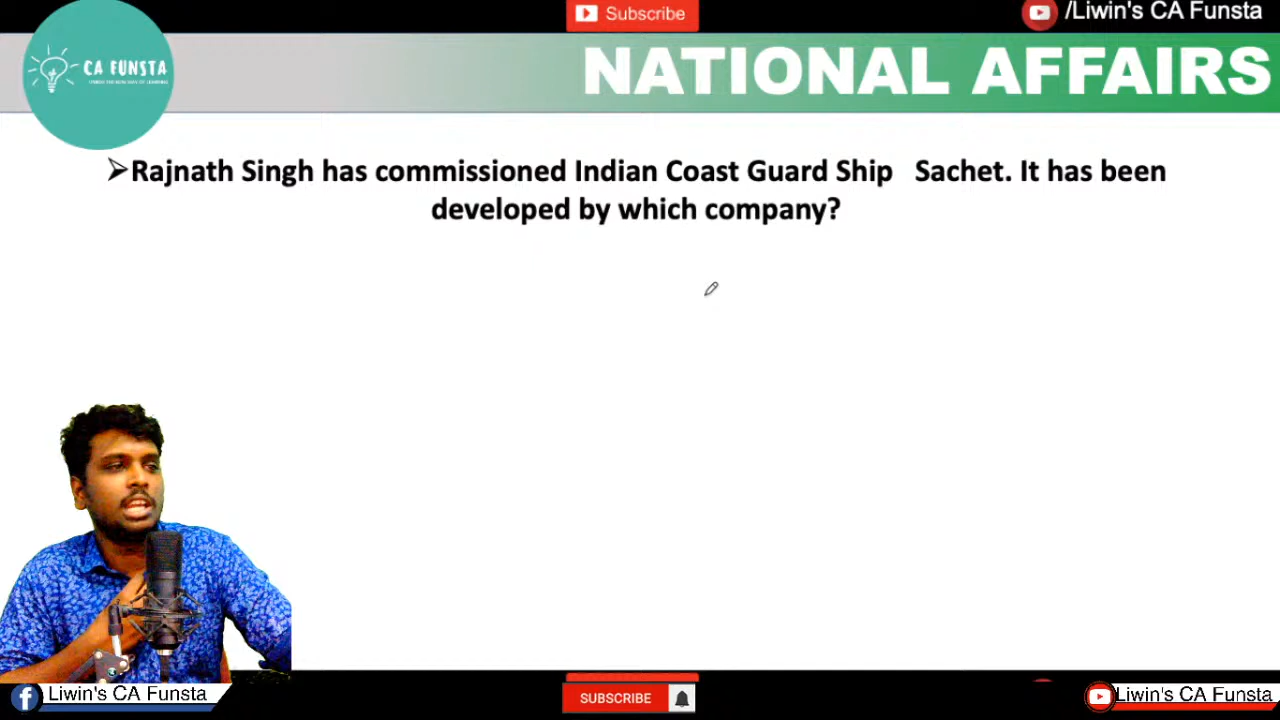 Subscribe
/Liwin's CA Funsta
CA FUNSTA
NATIONAL AFFAIRS
➢Rajnath Singh has commissioned Indian Coast Guard Ship Sachet. It has been
developed by which company?
Liwin's CA Funsta
SUBSCRIBE
Liwin's CA Funsta